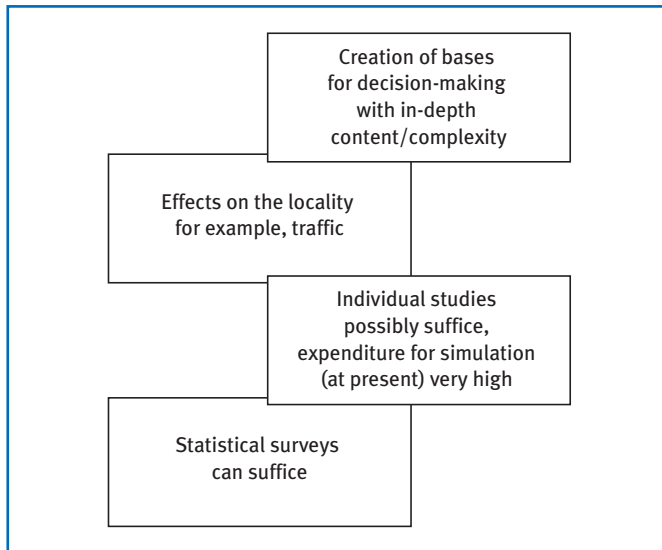 Creation of bases
for decision-making
with in-depth
content/complexity
Effects on the locality
for example, traffic
Individual studies
possibly suffice,
expenditure for simulation
(at present) very high
Statistical surveys
can suffice